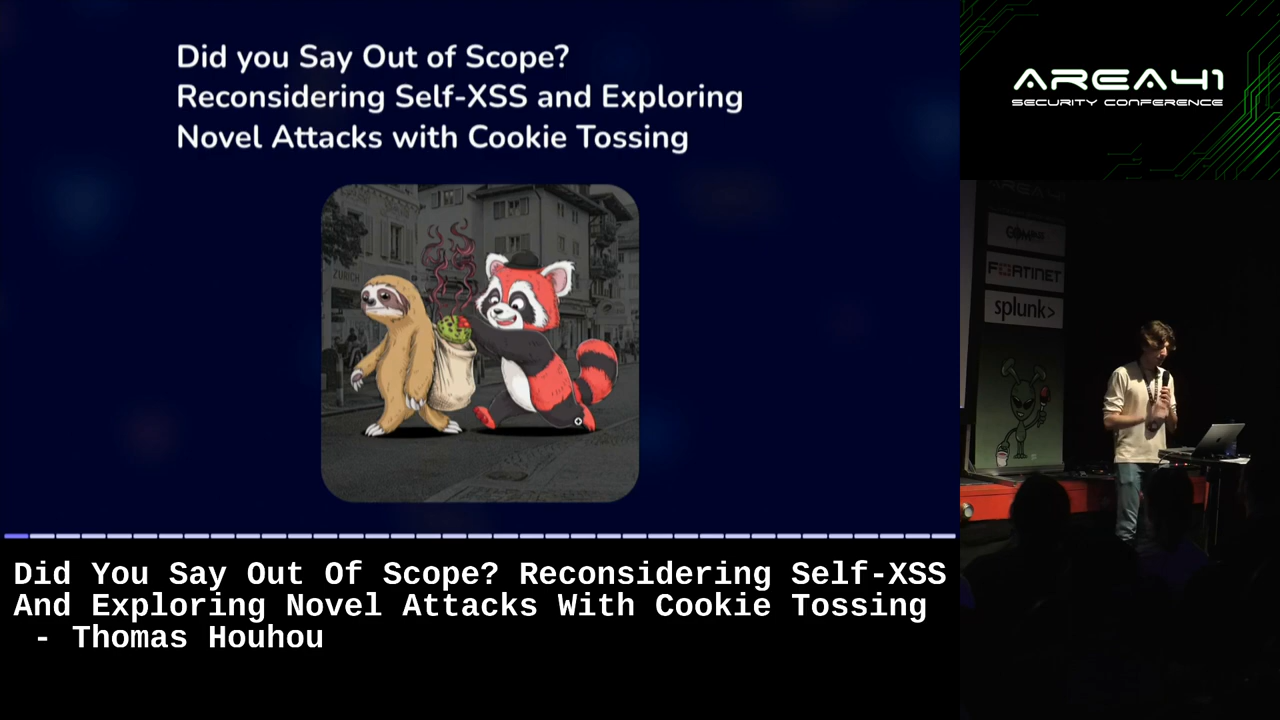 Did you Say Out of Scope?
Reconsidering Self-XSS and Exploring
Novel Attacks with Cookie Tossing
ZURICH
AREA41
SECURITY CONFERENCE
AREA41
FORTINET
splunk>
Did You Say Out Of Scope? Reconsidering Self-XSS
And Exploring Novel Attacks With Cookie Tossing
- Thomas Houhou